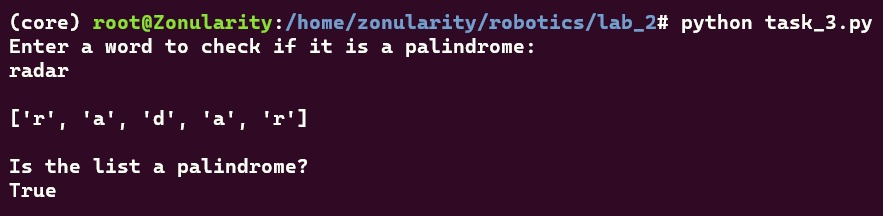 (core) root@Zonularity:/home/zonularity/robotics/lab_2# python task_3.py
Enter a word to check if it is a palindrome:
radar
['r', 'a', 'd', 'a', 'r']
Is the list a palindrome?
True